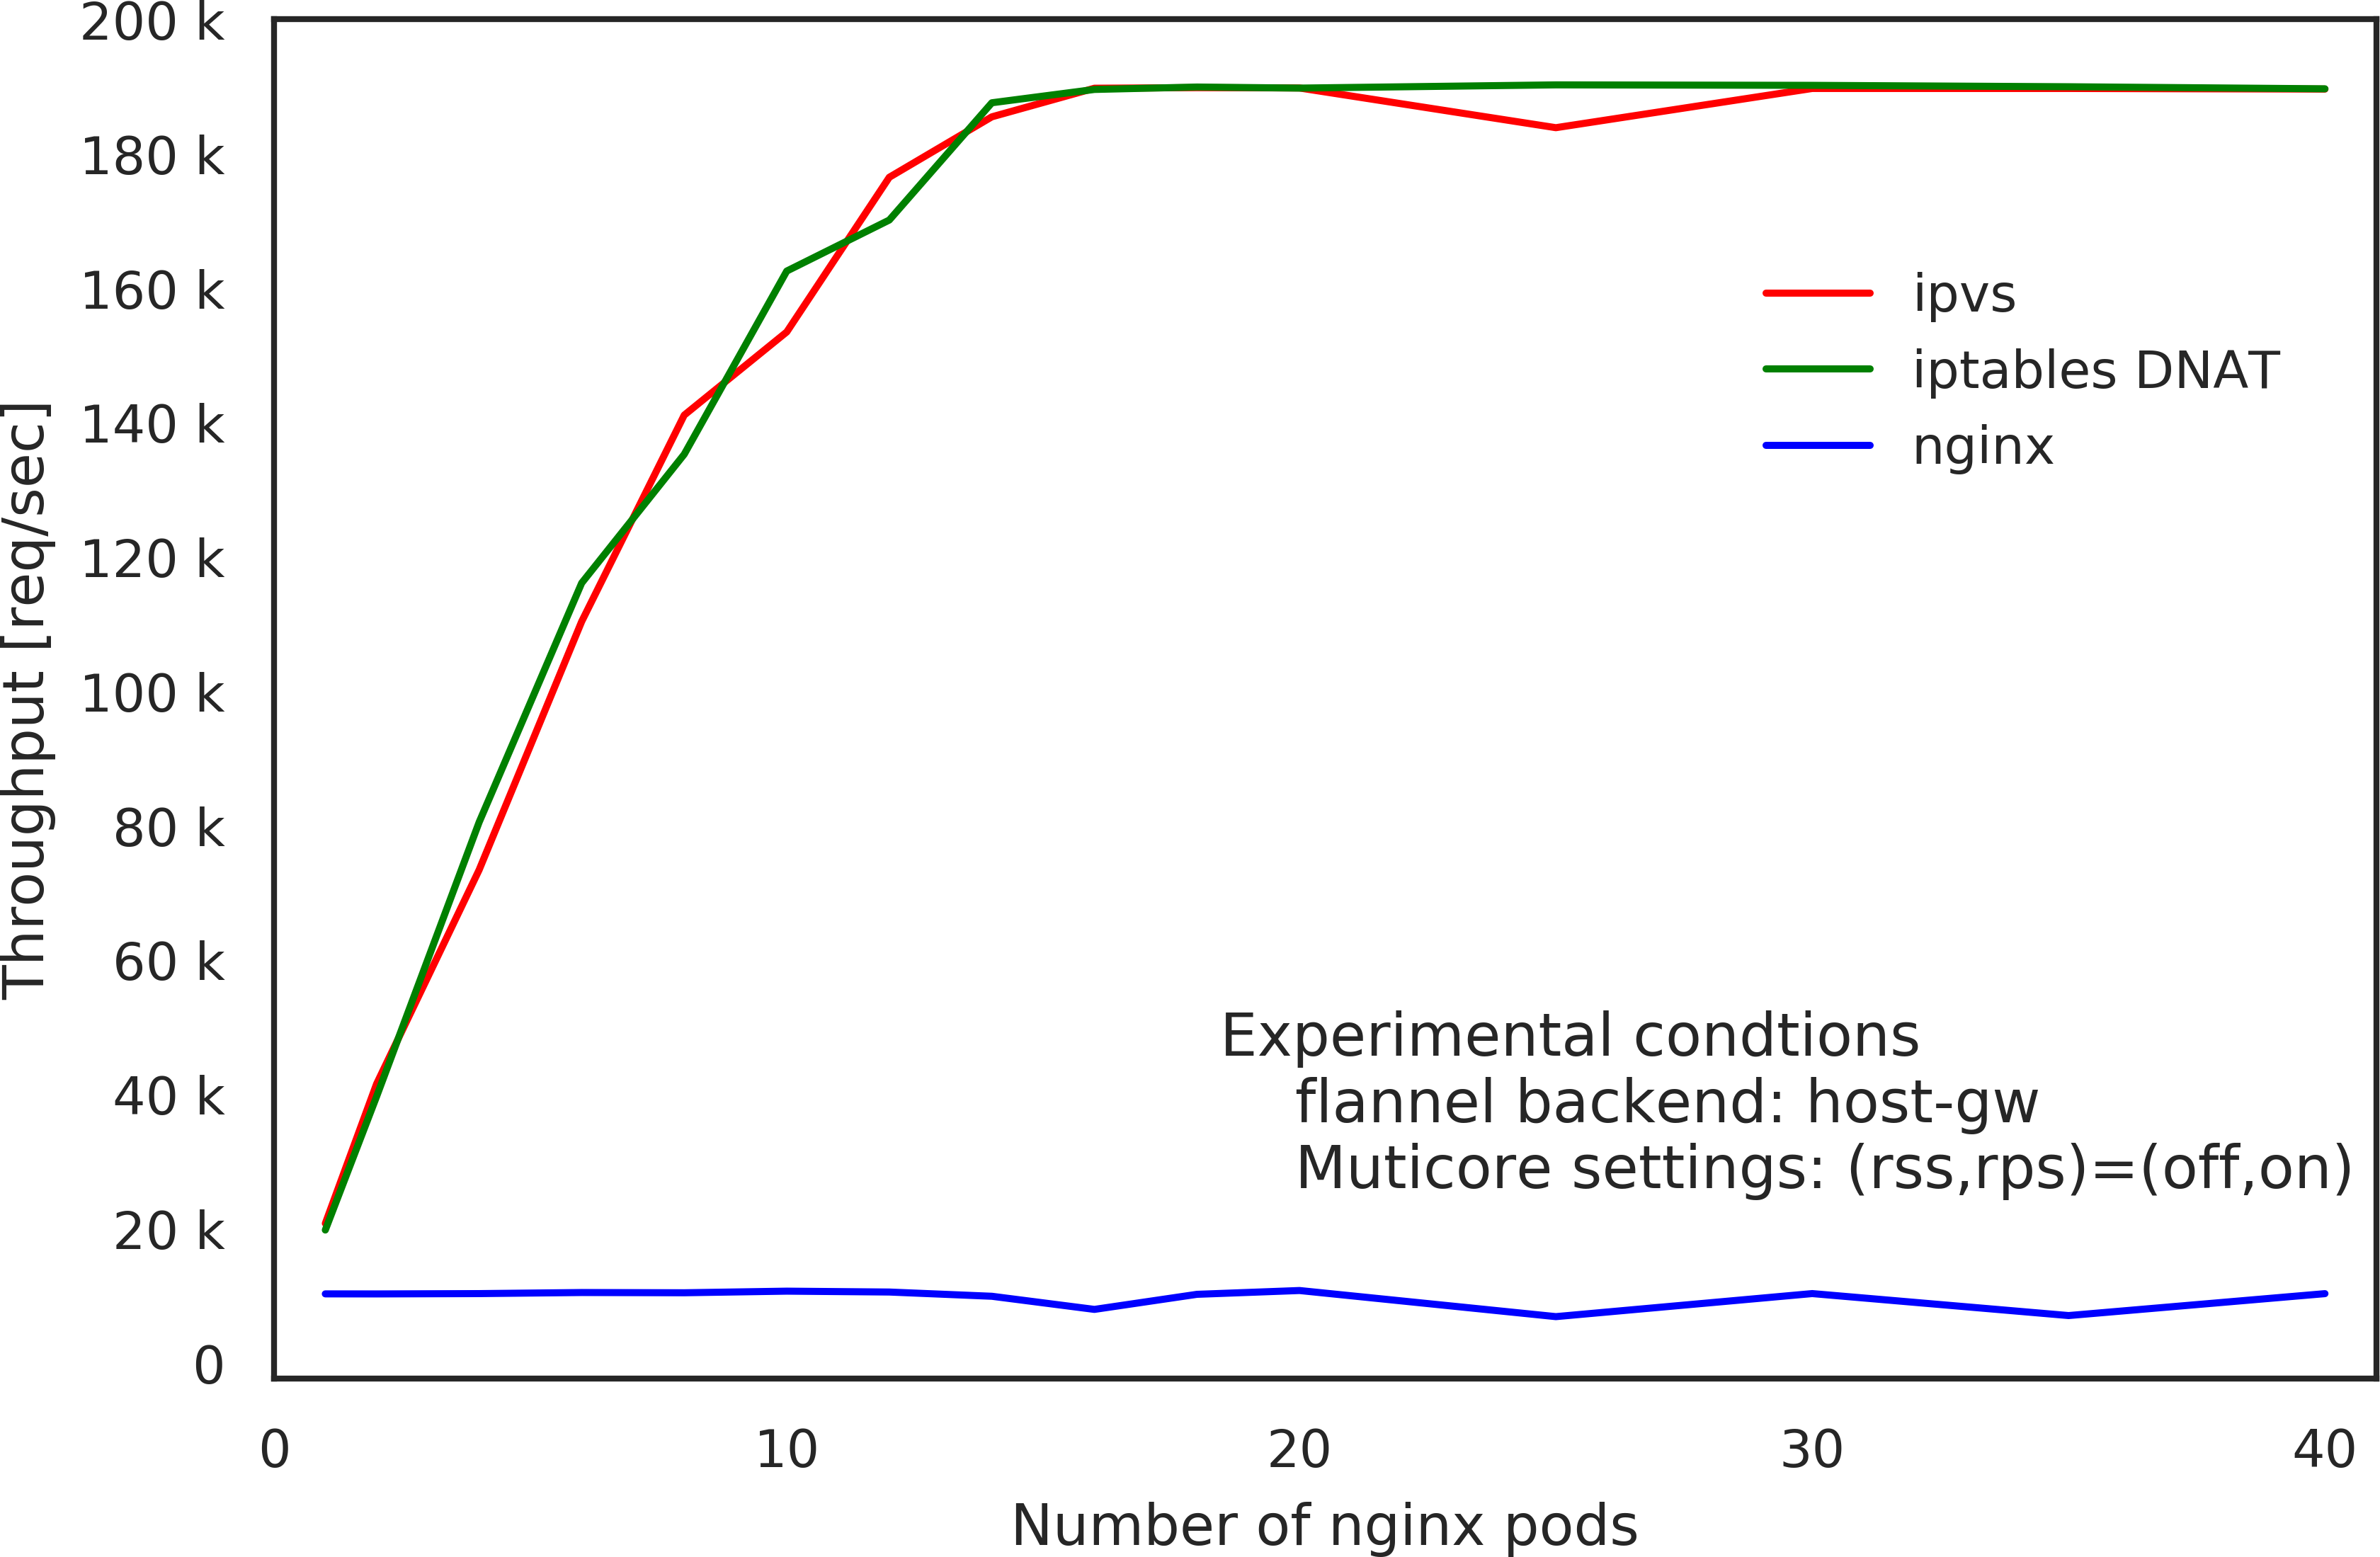 200 k
180 k
160 k
140 k
120 k
100 k
80 k
60 k
40 k
20 k
0
Throughput [req/sec]
ipvs
iptables DNAT
nginx
Experimental condtions
flannel backend: host-gw
Muticore settings: (rss,rps)=(off,on)
0 10 20 30 40
Number of nginx pods